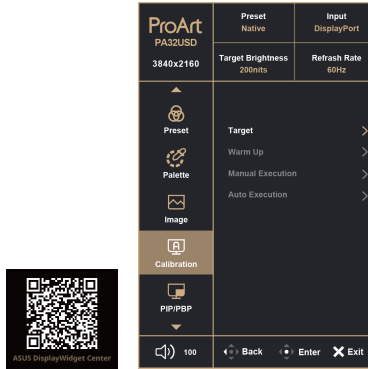 ProArt
PA32USD
3840x2160
Preset
Native
Input
DisplayPort
Target Brightness
200nits
Refrash Rate
60Hz
Preset
Palette
Image
Calibration
PIP/PBP
Target
Warm Up
Manual Execution
Auto Execution
100
Back
Enter
Exit
ASUS DisplayWidget Center